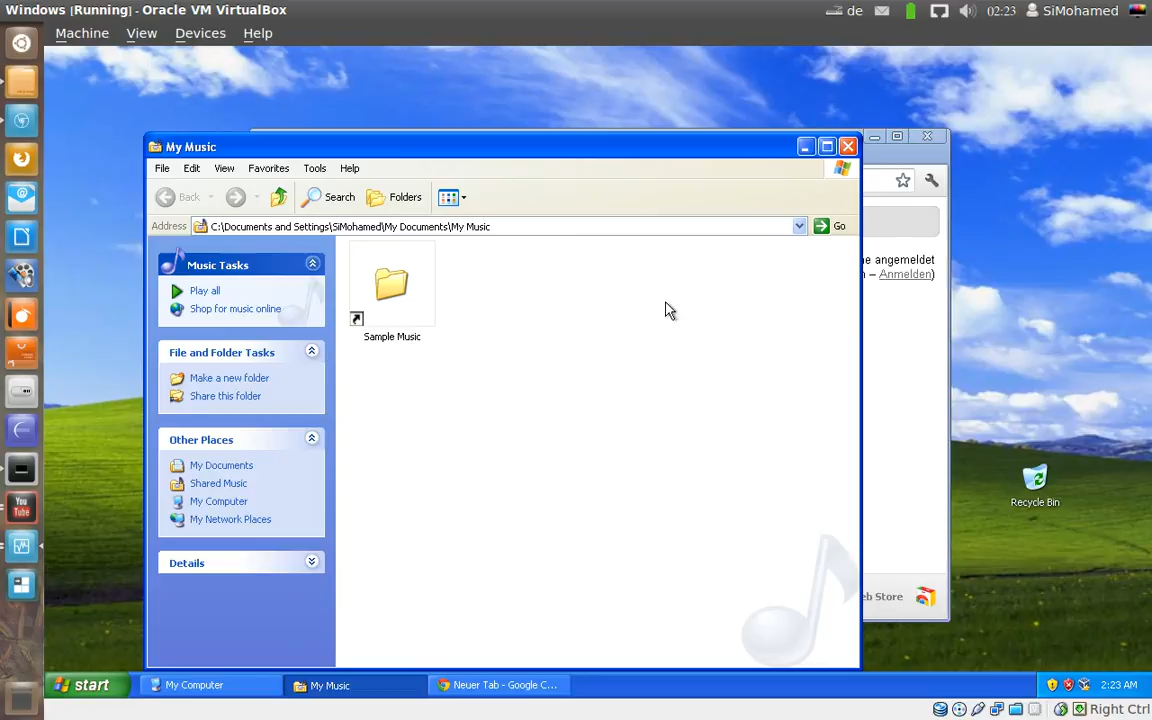 Windows [Running] - Oracle VM VirtualBox
de
02:23
SiMohamed
Machine View Devices Help
My Music
File Edit View Favorites Tools Help
Back Search Folders
Address C:\Documents and Settings\SiMohamed\My Documents\My Music Go
Music Tasks
Play all
Shop for music online
Sample Music
File and Folder Tasks
Make a new folder
Share this folder
Other Places
My Documents
Shared Music
My Computer
My Network Places
Details
angemeldet
Anmelden)
Store
Recycle Bin
You
Tube
start My Computer My Music Neuer Tab - Google C... 2:23 AM
Right Ctrl